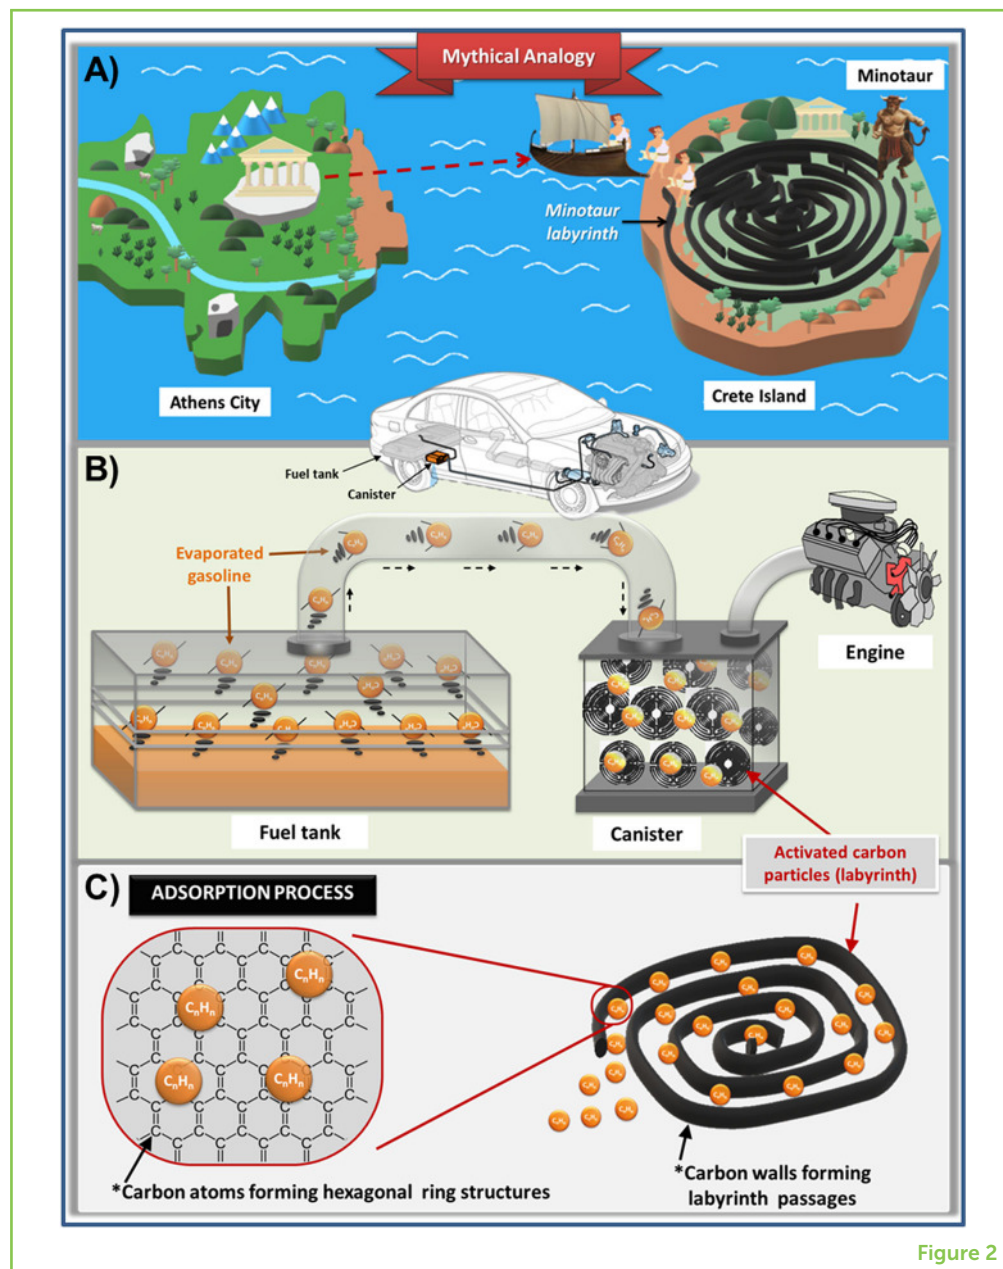 A)
Mythical Analogy
Minotaur
Minotaur
labyrinth
Athens City
Crete Island
B)
Fuel tank
Canister
Evaporated
gasoline
Engine
Fuel tank
Canister
Activated carbon
particles (labyrinth)
C)
ADSORPTION PROCESS
CnHn
CnHn
CnHn
CnHn
*Carbon atoms forming hexagonal ring structures
*Carbon walls forming
labyrinth passages
Figure 2